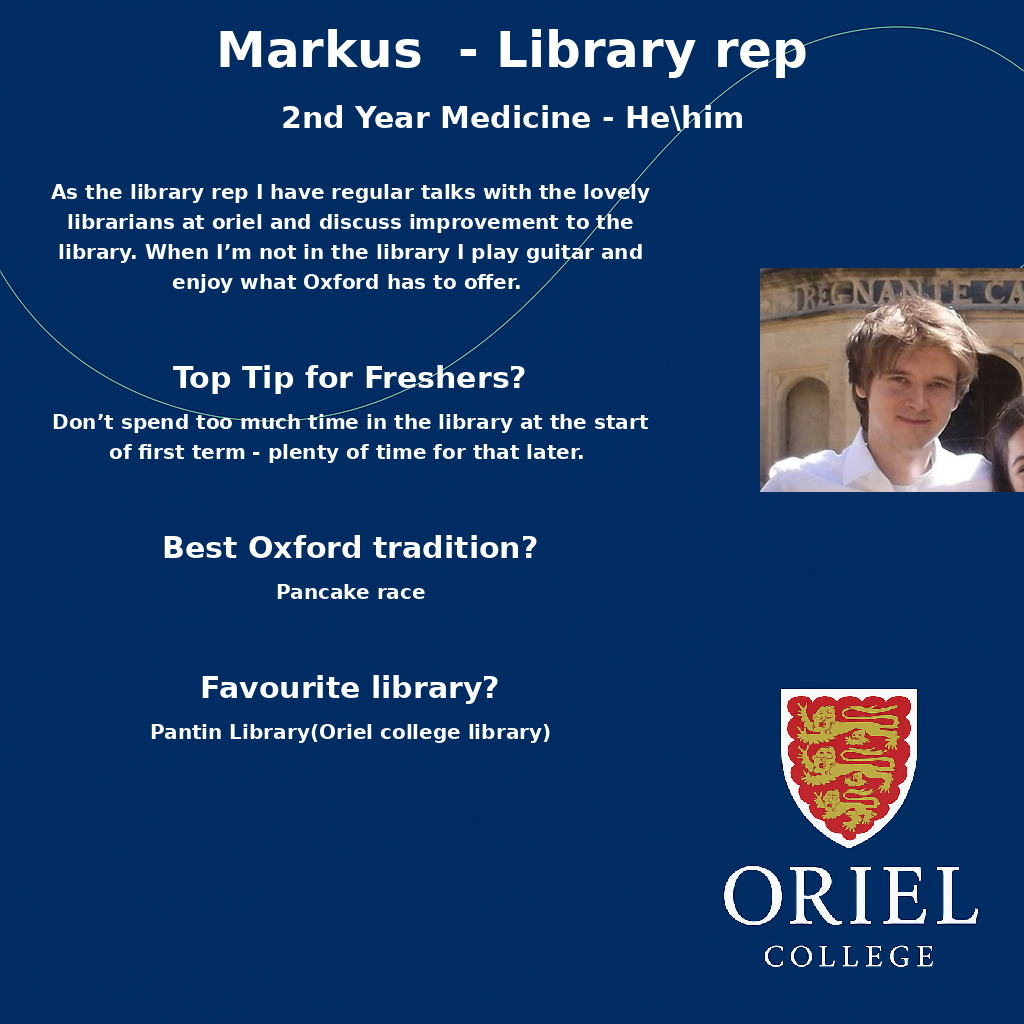 Markus  - Library rep
2nd Year Medicine - He\him
As the library rep I have regular talks with the lovely
librarians at oriel and discuss improvement to the
library. When I’m not in the library I play guitar and
enjoy what Oxford has to offer.
REGNANTE CA
Top Tip for Freshers?
Don’t spend too much time in the library at the start
of first term - plenty of time for that later.
Best Oxford tradition?
Pancake race
Favourite library?
Pantin Library(Oriel college library)
ORIEL
COLLEGE